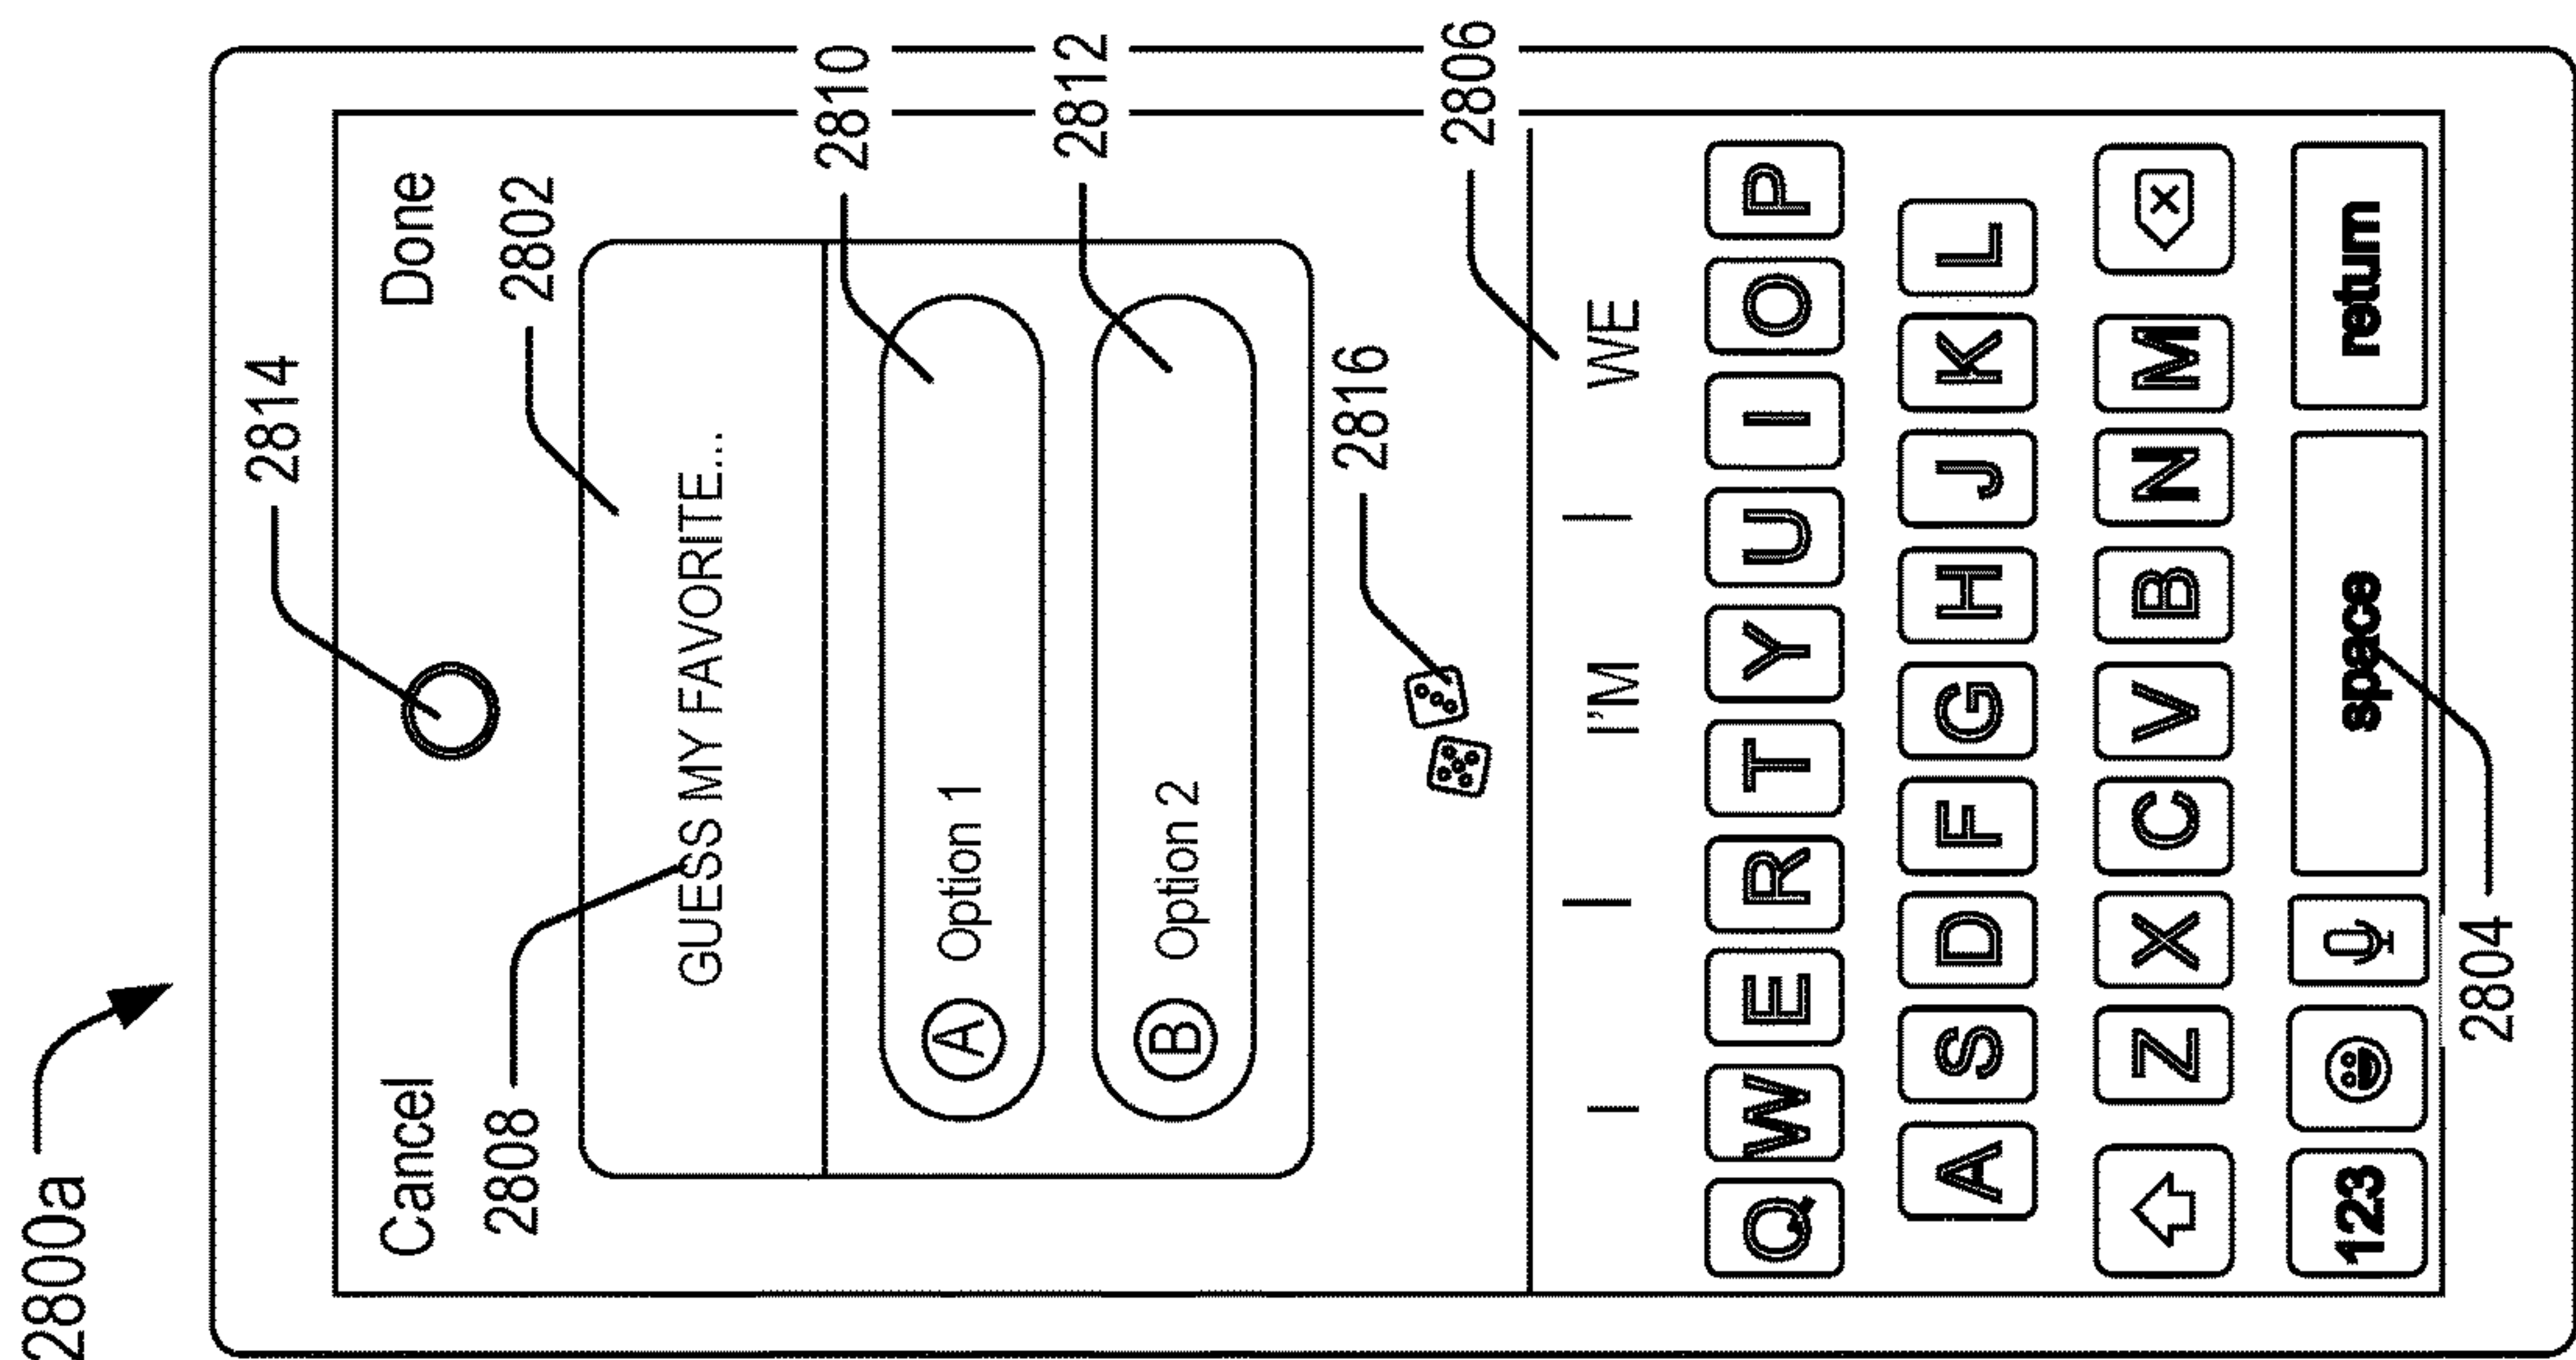 2800a
2814
Cancel Done
2808
2802
GUESS MY FAVORITE...
2810
A Option 1
2812
B Option 2
2816
2806
I I'M WE
Q W E R T Y U I O P
A S D F G H J K L
Z X C V B N M
123 space return
2804